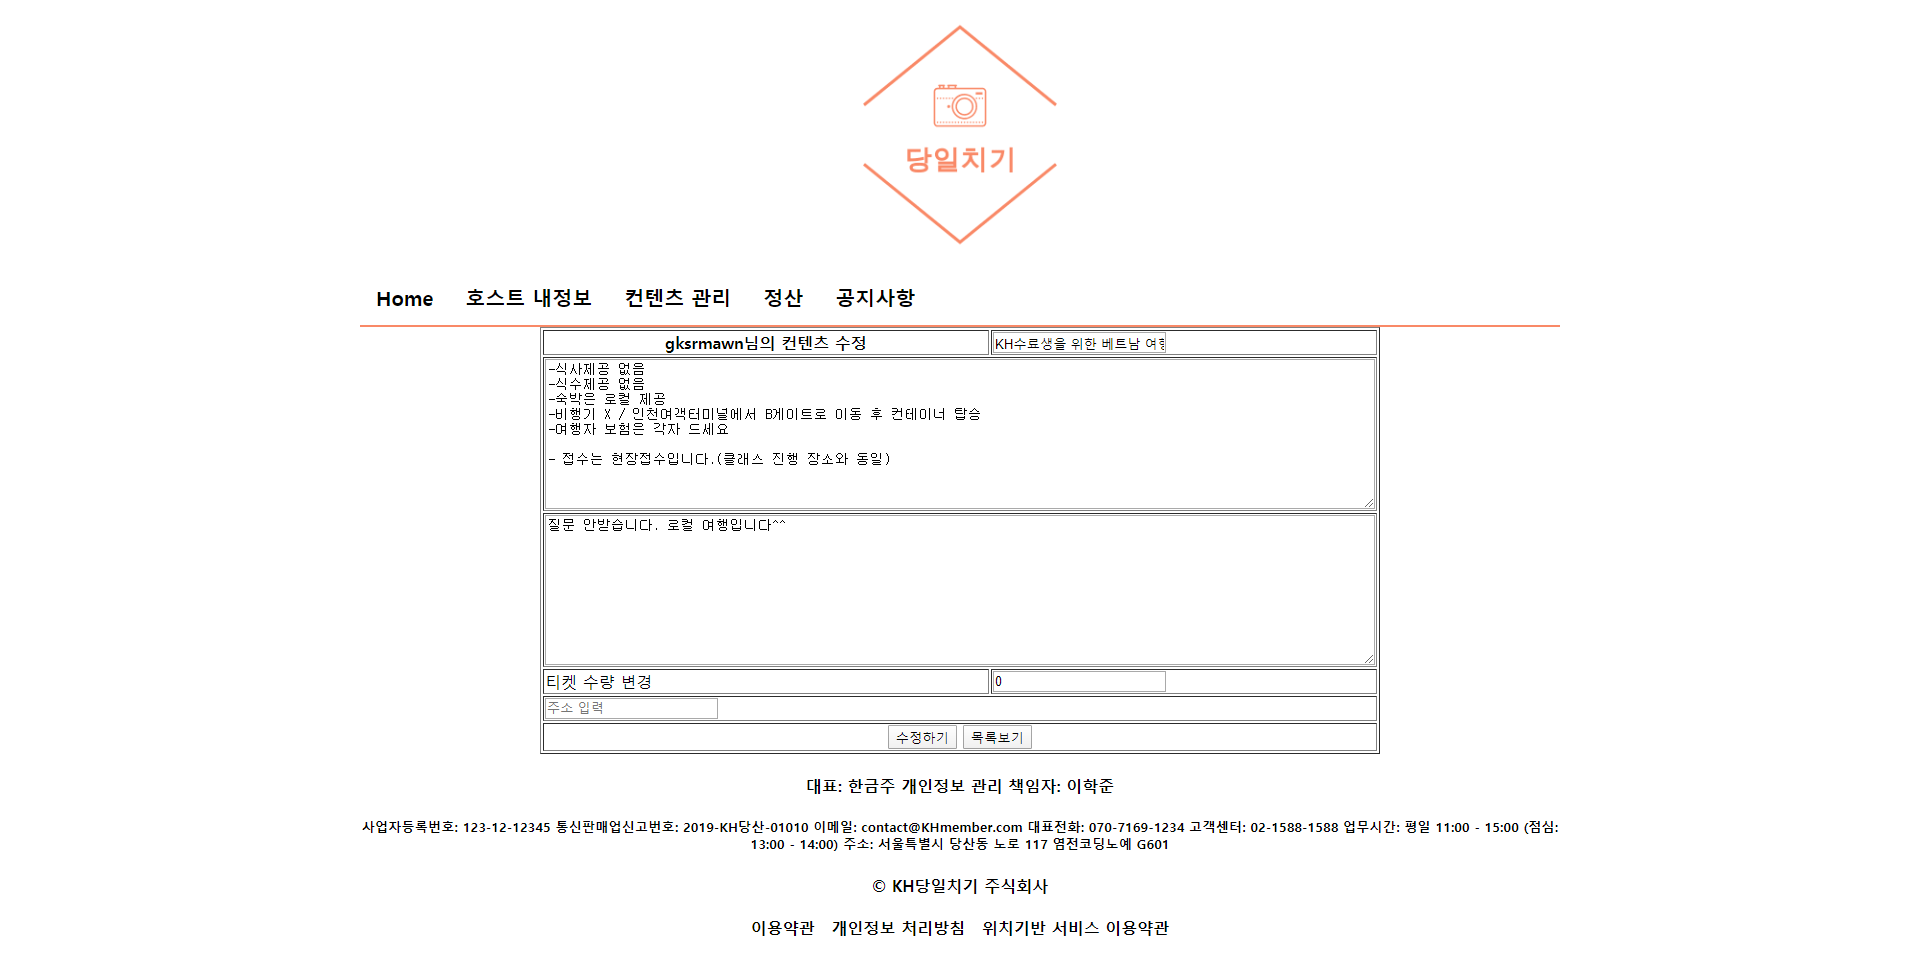 당일치기
Home 호스트 내정보 컨텐츠 관리 정산 공지사항
gksrmawn님의 컨텐츠 수정 KH수료생을 위한 베트남 여행
-식사제공 없음
-식수제공 없음
-숙박은 로컬 제공
-비행기 X / 인천여객터미널에서 B게이트로 이동 후 컨테이너 탑승
-여행자 보험은 각자 드세요
- 접수는 현장접수입니다.(클래스 진행 장소와 동일)
질문 안받습니다. 로컬 여행입니다^^
티켓 수량 변경 0
주소 입력
수정하기 목록보기
대표: 한금주 개인정보 관리 책임자: 이학준
사업자등록번호: 123-12-12345 통신판매업신고번호: 2019-KH당산-01010 이메일: contact@KHmember.com 대표전화: 070-7169-1234 고객센터: 02-1588-1588 업무시간: 평일 11:00 - 15:00 (점심:
13:00 - 14:00) 주소: 서울특별시 당산동 노로 117 염전코딩노예 G601
© KH당일치기 주식회사
이용약관 개인정보 처리방침 위치기반 서비스 이용약관